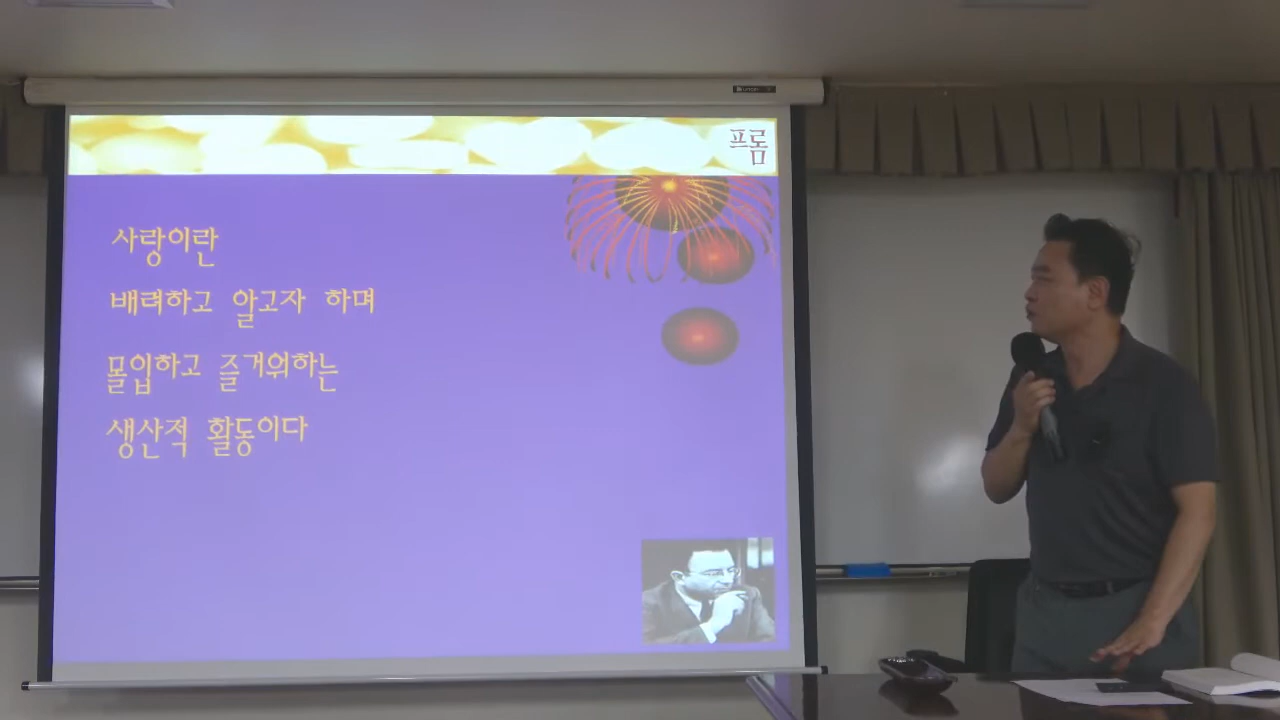 프롬
사랑이란
배려하고 알고자 하며
몰입하고 즐거워하는
생산적 활동이다